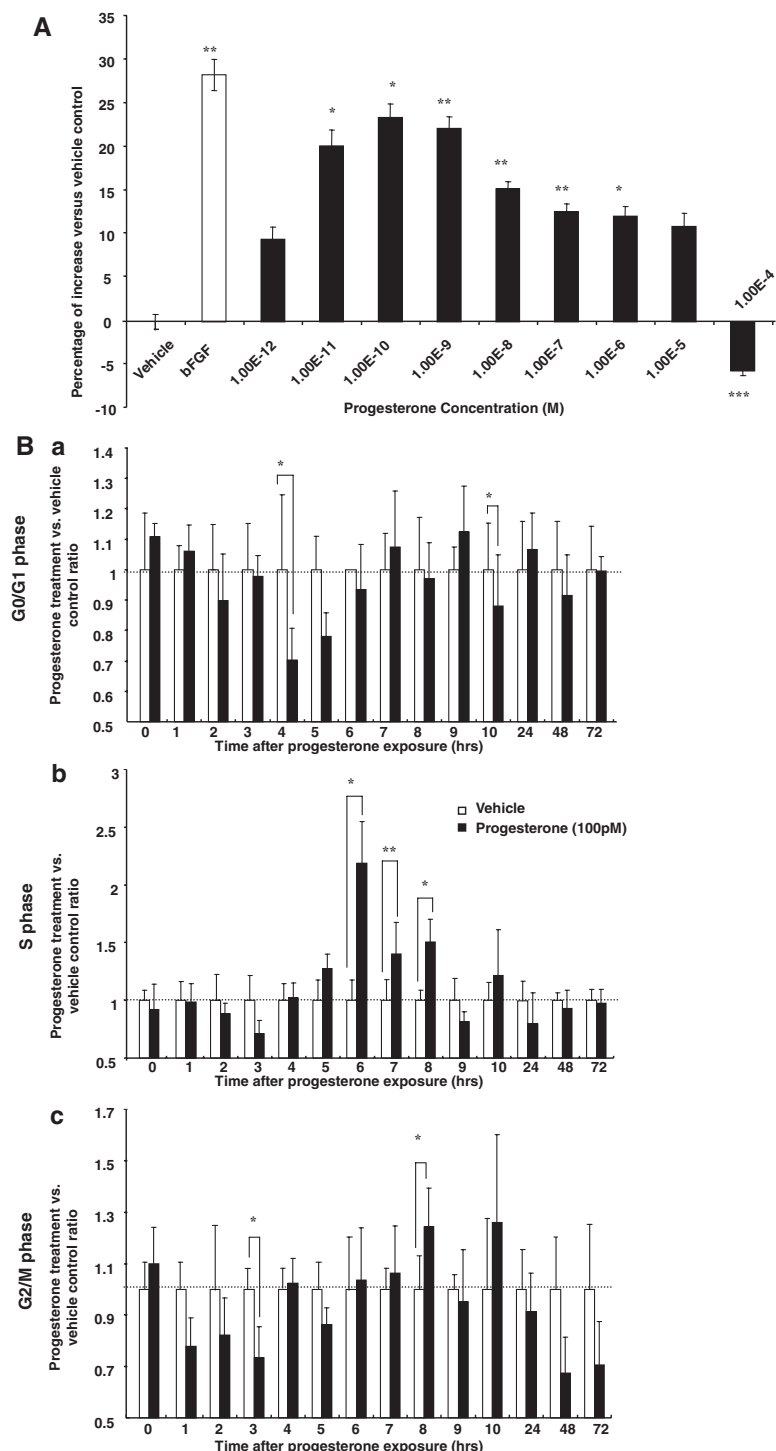 A
Percentage of increase versus vehicle control
35
30
25
20
15
10
5
0
-5
-10
**
*
*
**
**
**
*
***
Vehicle
bFGF
1.00E-12
1.00E-11
1.00E-10
1.00E-9
1.00E-8
1.00E-7
1.00E-6
1.00E-5
1.00E-4
Progesterone Concentration (M)
B a
G0/G1 phase
Progesterone treatment vs. vehicle
control ratio
1.4
1.3
1.2
1.1
1
0.9
0.8
0.7
0.6
0.5
*
*
0 1 2 3 4 5 6 7 8 9 10 24 48 72
Time after progesterone exposure (hrs)
b
S phase
Progesterone treatment vs.
vehicle control ratio
3
2.5
2
1.5
1
0.5
*
**
*
Vehicle
Progesterone (100pM)
0 1 2 3 4 5 6 7 8 9 10 24 48 72
Time after progesterone exposure (hrs)
c
G2/M phase
Progesterone treatment vs.
vehicle control ratio
1.7
1.5
1.3
1.1
0.9
0.7
0.5
*
*
0 1 2 3 4 5 6 7 8 9 10 24 48 72
Time after progesterone exposure (hrs)